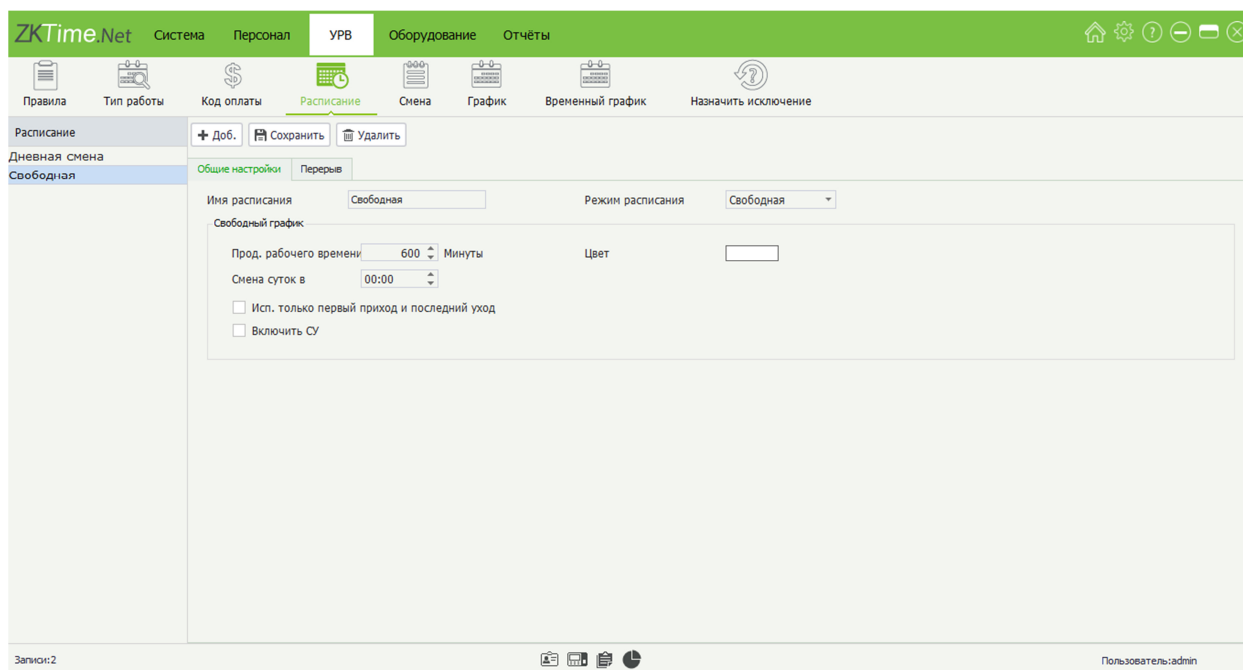 ZKTime.Net Система Персонал УРВ Оборудование Отчёты
Правила Тип работы Код оплаты Расписание Смена График Временный график Назначить исключение
Расписание
+ Доб. Сохранить Удалить
Дневная смена
Свободная
Общие настройки Перерыв
Имя расписания Свободная Режим расписания Свободная
Свободный график
Прод. рабочего времени 600 Минуты Цвет
Смена суток в 00:00
Исп. только первый приход и последний уход
Включить СУ
Записи:2 Пользователь:admin